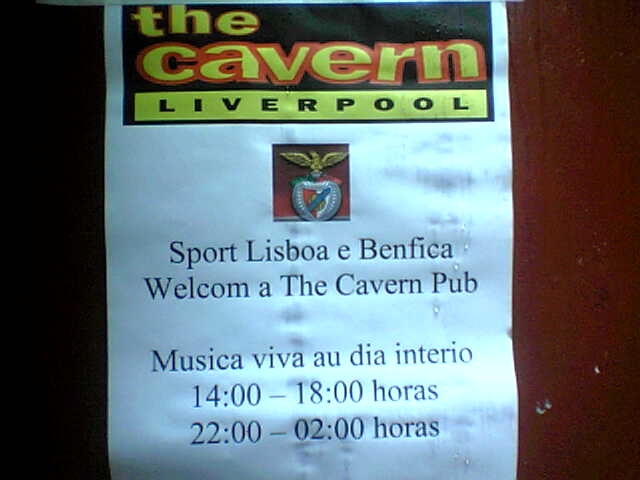 the
cavern
LIVERPOOL
Sport Lisboa e Benfica
Welcom a The Cavern Pub
Musica viva au dia interio
14:00 – 18:00 horas
22:00 – 02:00 horas